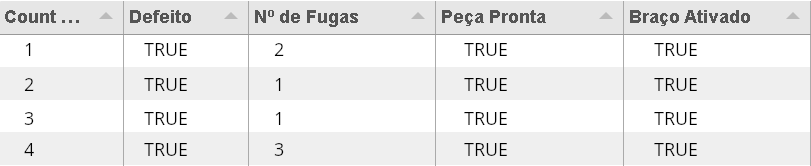 Count ... Defeito Nº de Fugas Peça Pronta Braço Ativado
1 TRUE 2 TRUE TRUE
2 TRUE 1 TRUE TRUE
3 TRUE 1 TRUE TRUE
4 TRUE 3 TRUE TRUE